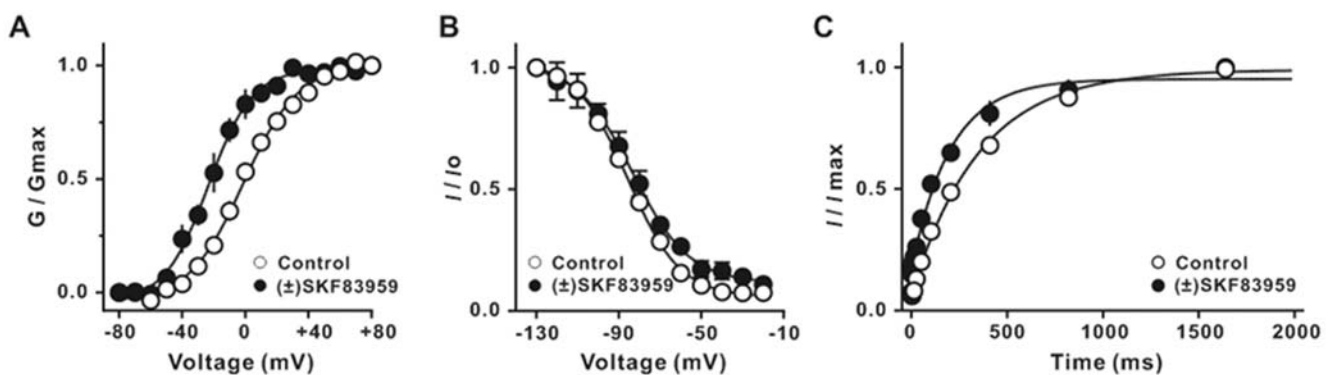 A
G / Gmax
1.0
0.5
0.0
Control
(±)SKF83959
-80 -40 0 +40 +80
Voltage (mV)
B
I / Io
1.0
0.5
0.0
Control
(±)SKF83959
-130 -90 -50 -10
Voltage (mV)
C
I / I max
1.0
0.5
0.0
Control
(±)SKF83959
0 500 1000 1500 2000
Time (ms)